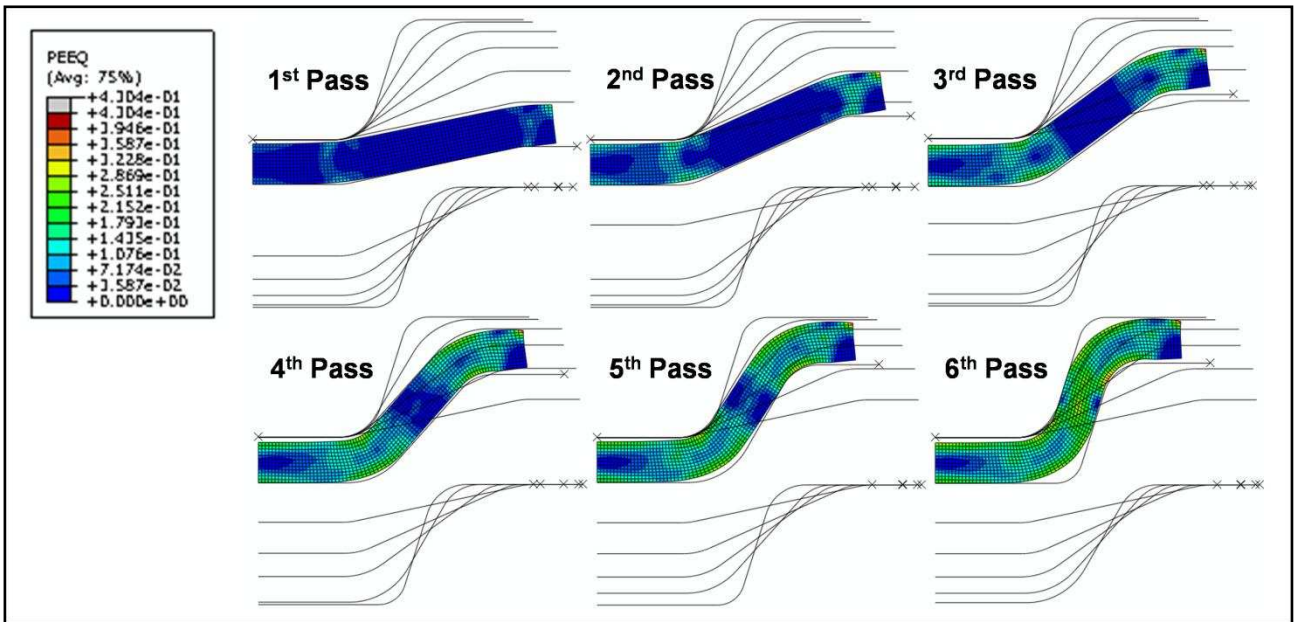 PEEQ
(Avg: 75%)
+4.304e-01
+4.304e-01
+3.946e-01
+3.587e-01
+3.228e-01
+2.869e-01
+2.511e-01
+2.152e-01
+1.793e-01
+1.435e-01
+1.076e-01
+7.174e-02
+3.587e-02
+0.000e+00
1st Pass
2nd Pass
3rd Pass
4th Pass
5th Pass
6th Pass